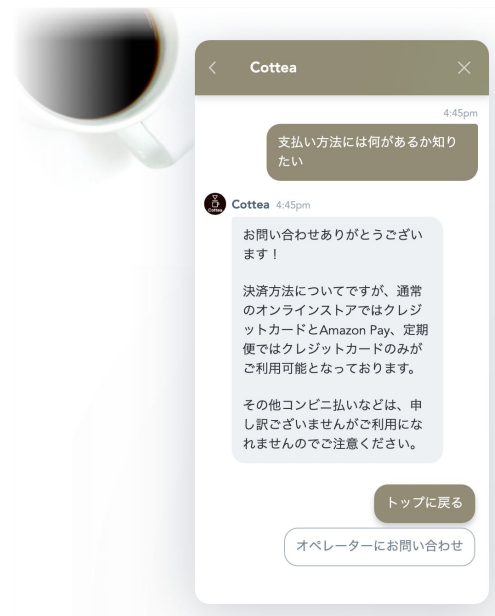 Cottea
4:45pm
支払い方法には何があるか知り
たい
Cottea 4:45pm
お問い合わせありがとうござい
ます！
決済方法についてですが、通常
のオンラインストアではクレジ
ットカードとAmazon Pay、定期
便ではクレジットカードのみが
ご利用可能となっております。
その他コンビニ払いなどは、申
し訳ございませんがご利用にな
れませんのでご注意ください。
トップに戻る
オペレーターにお問い合わせ